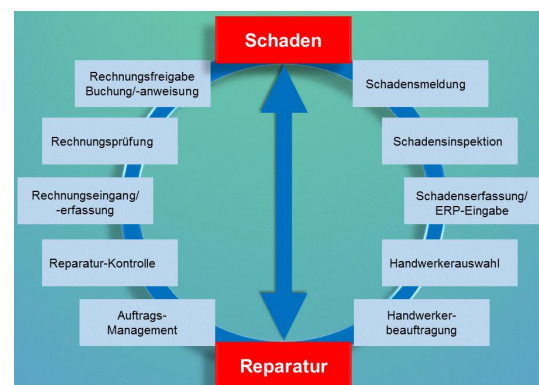 Schaden
Rechnungsfreigabe
Buchung/-anweisung
Schadensmeldung
Rechnungsprüfung
Schadensinspektion
Rechnungseingang/
-erfassung
Schadenserfassung/
ERP-Eingabe
Reparatur-Kontrolle
Handwerkerauswahl
Auftrags-
Management
Handwerker-
beauftragung
Reparatur